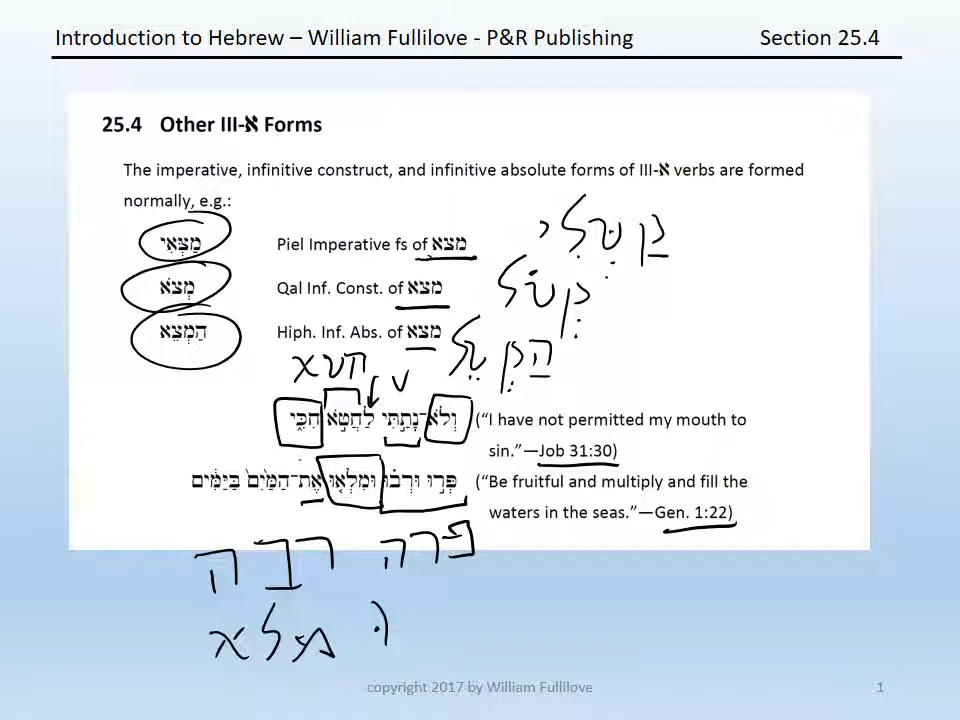 Introduction to Hebrew – William Fullilove - P&R Publishing Section 25.4
25.4 Other III-א Forms
The imperative, infinitive construct, and infinitive absolute forms of III-א verbs are formed
normally, e.g.:
מַצְּאִי Piel Imperative fs of מצא
קַטְּלִי
מְצֹא Qal Inf. Const. of מצא
קְטֹל
הַמְצֵא Hiph. Inf. Abs. of מצא
הַקְטֵל
חטא
וְלֹא־נָתַתִּי לַחֲטֹא חִכִּי ("I have not permitted my mouth to
sin."—Job 31:30)
פְּרוּ וּרְבוּ וּמִלְאוּ אֶת־הַמַּיִם בַּיַּמִּים ("Be fruitful and multiply and fill the
waters in the seas."—Gen. 1:22)
פרה רבה
וּ מלא
copyright 2017 by William Fullilove 1